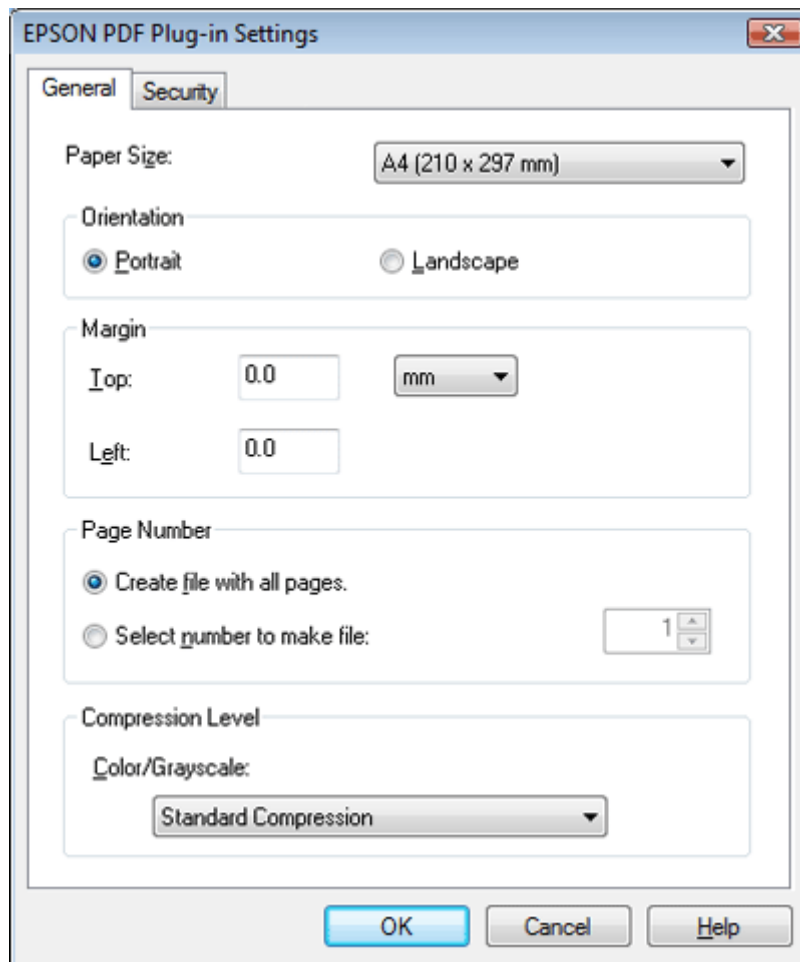 EPSON PDF Plug-in Settings
General Security
Paper Size: A4 (210 x 297 mm)
Orientation
Portrait Landscape
Margin
Top: 0.0 mm
Left: 0.0
Page Number
Create file with all pages.
Select number to make file: 1
Compression Level
Color/Grayscale:
Standard Compression
OK Cancel Help